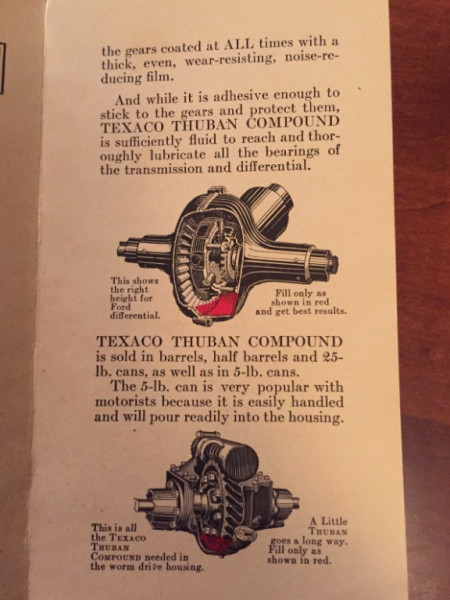 the gears coated at ALL times with a
thick, even, wear-resisting, noise-re-
ducing film.
And while it is adhesive enough to
stick to the gears and protect them,
TEXACO THUBAN COMPOUND
is sufficiently fluid to reach and thor-
oughly lubricate all the bearings of
the transmission and differential.
This shows
the right
height for
Ford
differential.
Fill only as
shown in red
and get best results.
TEXACO THUBAN COMPOUND
is sold in barrels, half barrels and 25-
lb. cans, as well as in 5-lb. cans.
The 5-lb. can is very popular with
motorists because it is easily handled
and will pour readily into the housing.
This is all
the TEXACO
THUBAN
COMPOUND needed in
the worm drive housing.
A Little
THUBAN
goes a long way.
Fill only as
shown in red.